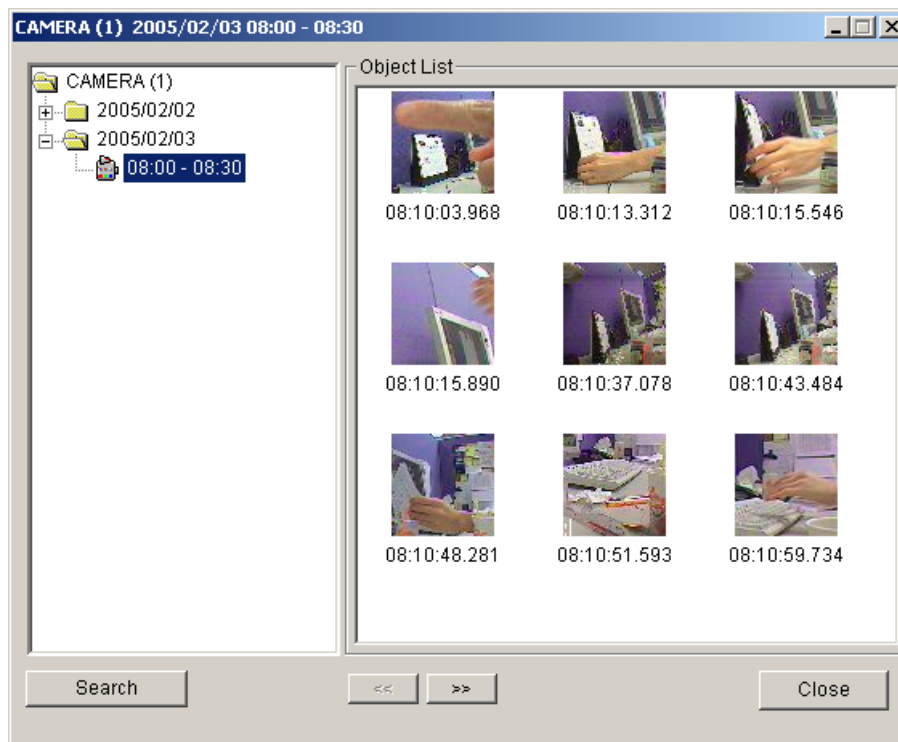 CAMERA (1) 2005/02/03 08:00 - 08:30
CAMERA (1)
2005/02/02
2005/02/03
08:00 - 08:30
Object List
08:10:03.968 08:10:13.312 08:10:15.546
08:10:15.890 08:10:37.078 08:10:43.484
08:10:48.281 08:10:51.593 08:10:59.734
Search << >> Close